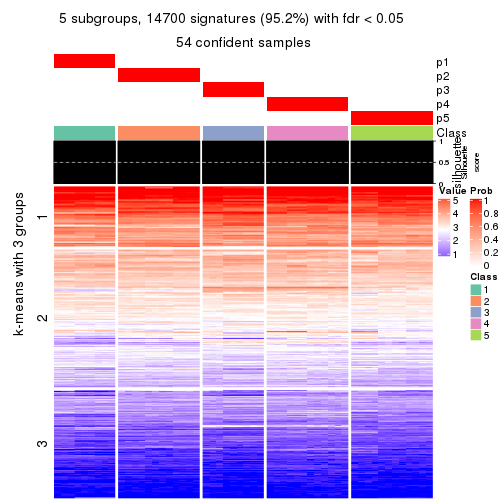 5 subgroups, 14700 signatures (95.2%) with fdr < 0.05
54 confident samples
p1
p2
p3
p4
p5
Class
1
0.5
0
silhouette
Silhouette
score
k-means with 3 groups
1
2
3
Value
5
4
3
2
1
Prob
1
0.8
0.6
0.4
0.2
0
Class
1
2
3
4
5